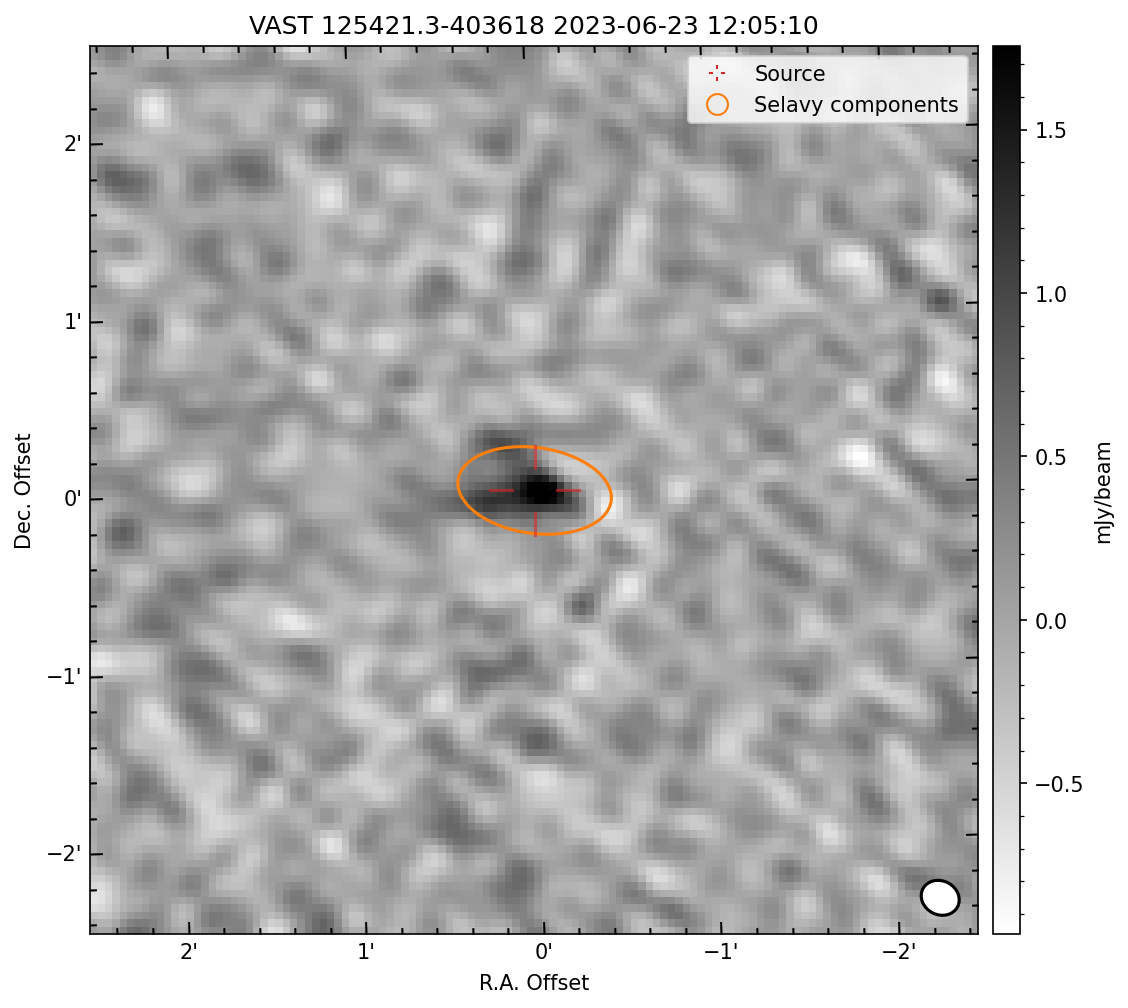 VAST 125421.3-403618 2023-06-23 12:05:10
Source
Selavy components
2'
1'
0'
−1'
−2'
Dec. Offset
2'
1'
0'
−1'
−2'
R.A. Offset
1.5
1.0
0.5
0.0
−0.5
mJy/beam